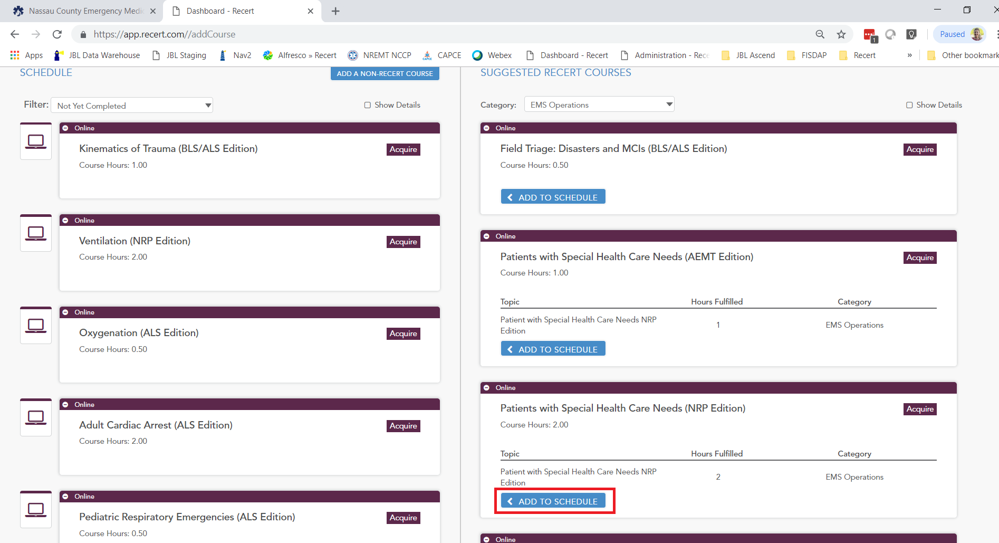 Nassau County Emergency Medic
Dashboard - Recert
https://app.recert.com//addCourse
1
Paused
Apps
JBL Data Warehouse
JBL Staging
Nav2
Alfresco » Recert
NREMT NCCP
CAPCE
CAPCE
Webex
Dashboard - Recert
Administration - Rece
JBL Ascend
FISDAP
Recert
»
Other bookmark
SCHEDULE
ADD A NON-RECERT COURSE
Filter:
Not Yet Completed
Show Details
Online
Kinematics of Trauma (BLS/ALS Edition)
Acquire
Course Hours: 1.00
Online
Ventilation (NRP Edition)
Acquire
Course Hours: 2.00
Online
Oxygenation (ALS Edition)
Acquire
Course Hours: 0.50
Online
Adult Cardiac Arrest (ALS Edition)
Acquire
Course Hours: 2.00
Online
Pediatric Respiratory Emergencies (ALS Edition)
Acquire
Course Hours: 0.50
SUGGESTED RECERT COURSES
Category:
EMS Operations
Show Details
Online
Field Triage: Disasters and MCIs (BLS/ALS Edition)
Acquire
Course Hours: 0.50
ADD TO SCHEDULE
Online
Patients with Special Health Care Needs (AEMT Edition)
Acquire
Course Hours: 1.00
Topic Hours Fulfilled Category
Patient with Special Health Care Needs NRP
Edition
1
EMS Operations
ADD TO SCHEDULE
Online
Patients with Special Health Care Needs (NRP Edition)
Acquire
Course Hours: 2.00
Topic Hours Fulfilled Category
Patient with Special Health Care Needs NRP
Edition
2
EMS Operations
ADD TO SCHEDULE
Online